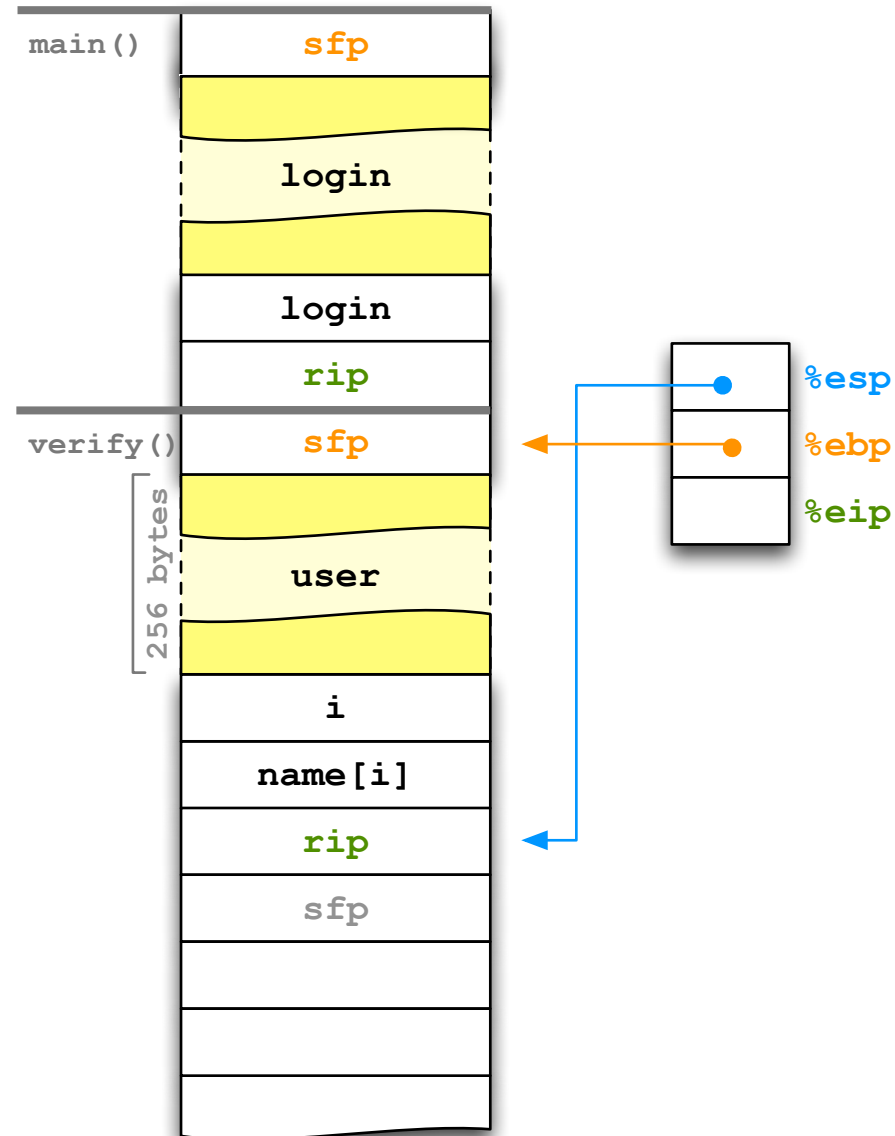 main()
sfp
login
login
rip
%esp
verify()
sfp
%ebp
%eip
256 bytes
user
i
name[i]
rip
sfp